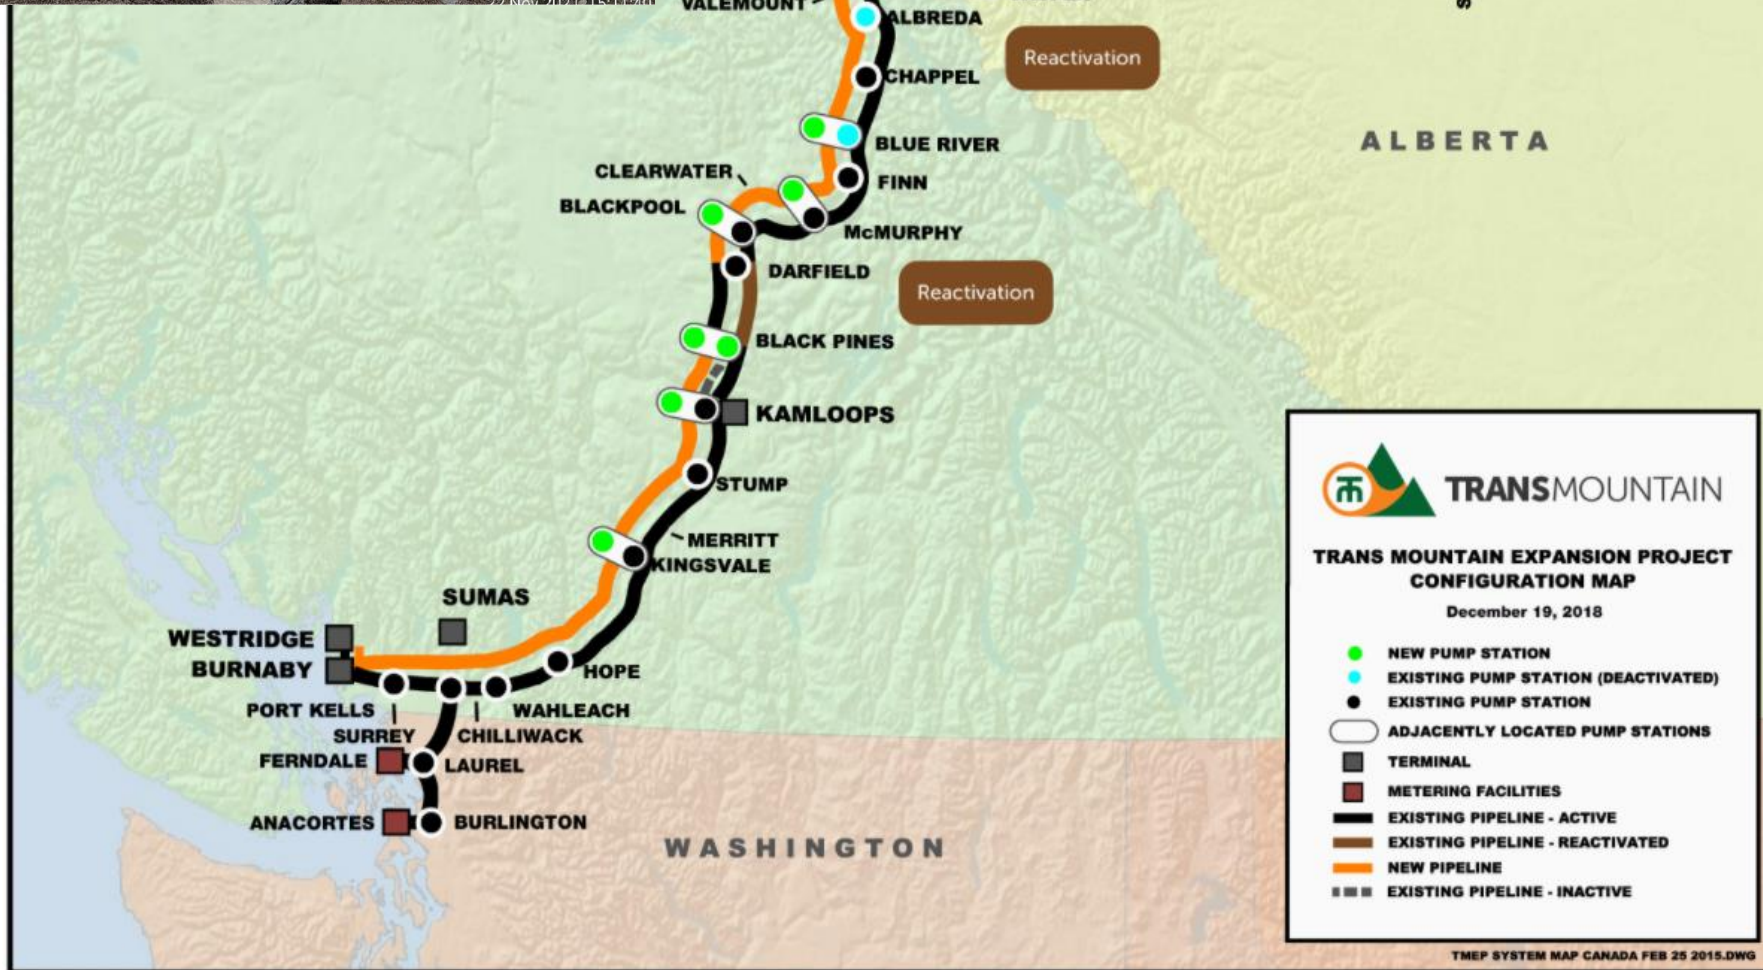 VALEMOUNT
ALBREDA
Reactivation
CHAPPEL
ALBERTA
BLUE RIVER
CLEARWATER
FINN
BLACKPOOL
McMURPHY
DARFIELD
Reactivation
BLACK PINES
KAMLOOPS
STUMP
MERRITT
KINGSVALE
SUMAS
WESTRIDGE
BURNABY
HOPE
PORT KELLS
WAHLEACH
SURREY
CHILLIWACK
FERNDALE
LAUREL
ANACORTES
BURLINGTON
WASHINGTON
TRANSMOUNTAIN
TRANS MOUNTAIN EXPANSION PROJECT
CONFIGURATION MAP
December 19, 2018
NEW PUMP STATION
EXISTING PUMP STATION (DEACTIVATED)
EXISTING PUMP STATION
ADJACENTLY LOCATED PUMP STATIONS
TERMINAL
METERING FACILITIES
EXISTING PIPELINE - ACTIVE
EXISTING PIPELINE - REACTIVATED
NEW PIPELINE
EXISTING PIPELINE - INACTIVE
TMEP SYSTEM MAP CANADA FEB 25 2015.DWG